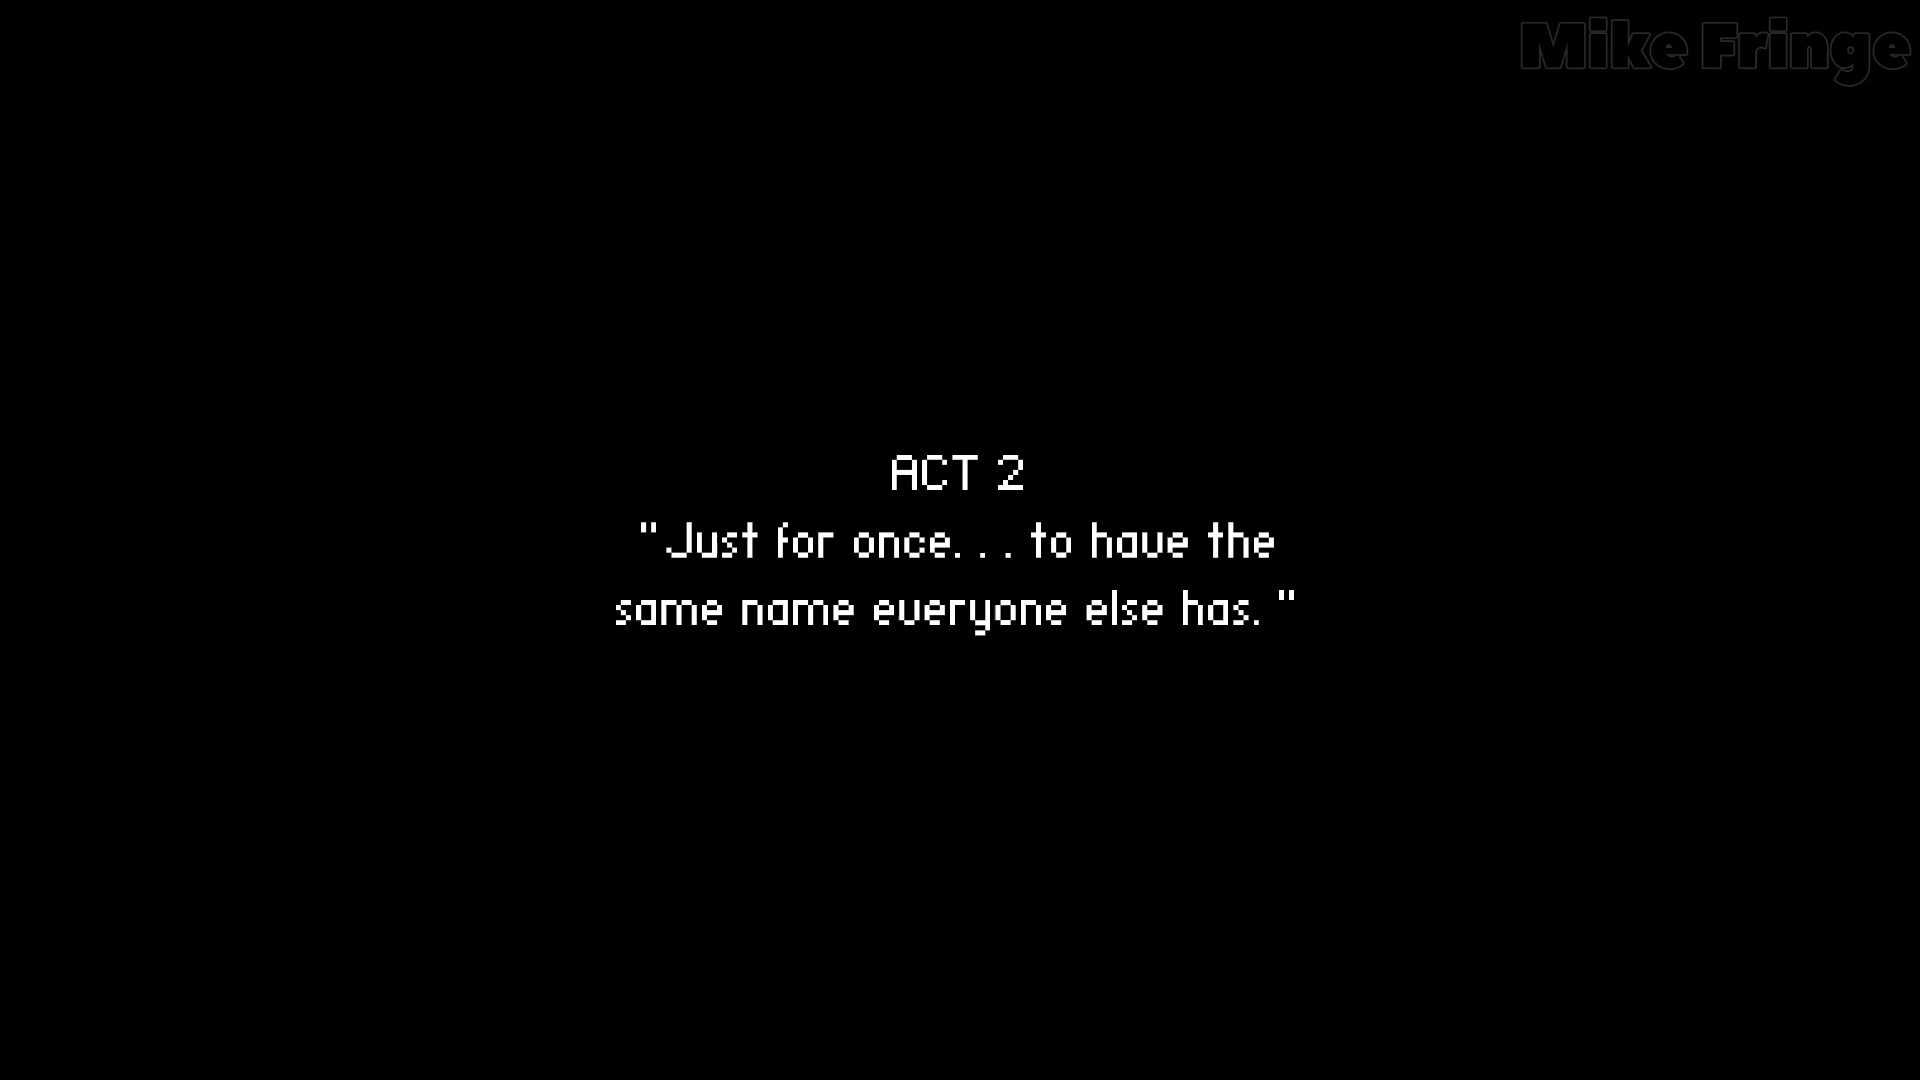 Mike Fringe
ACT 2
"Just for once. . . to have the
same name everyone else has. "